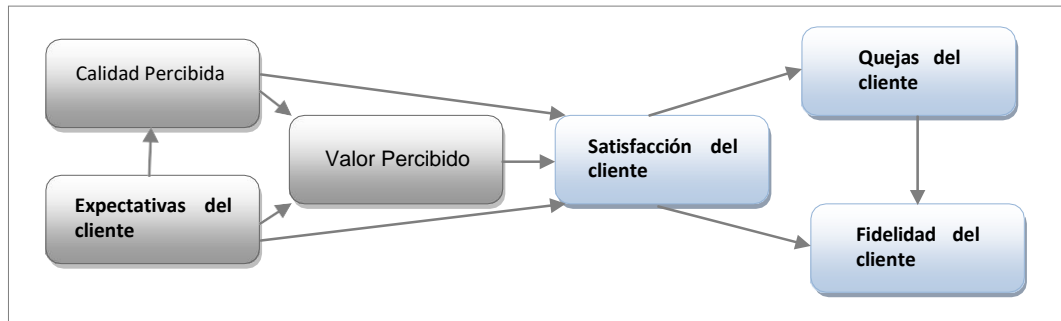 Calidad Percibida
Expectativas del
cliente
Valor Percibido
Satisfacción del
cliente
Quejas del
cliente
Fidelidad del
cliente